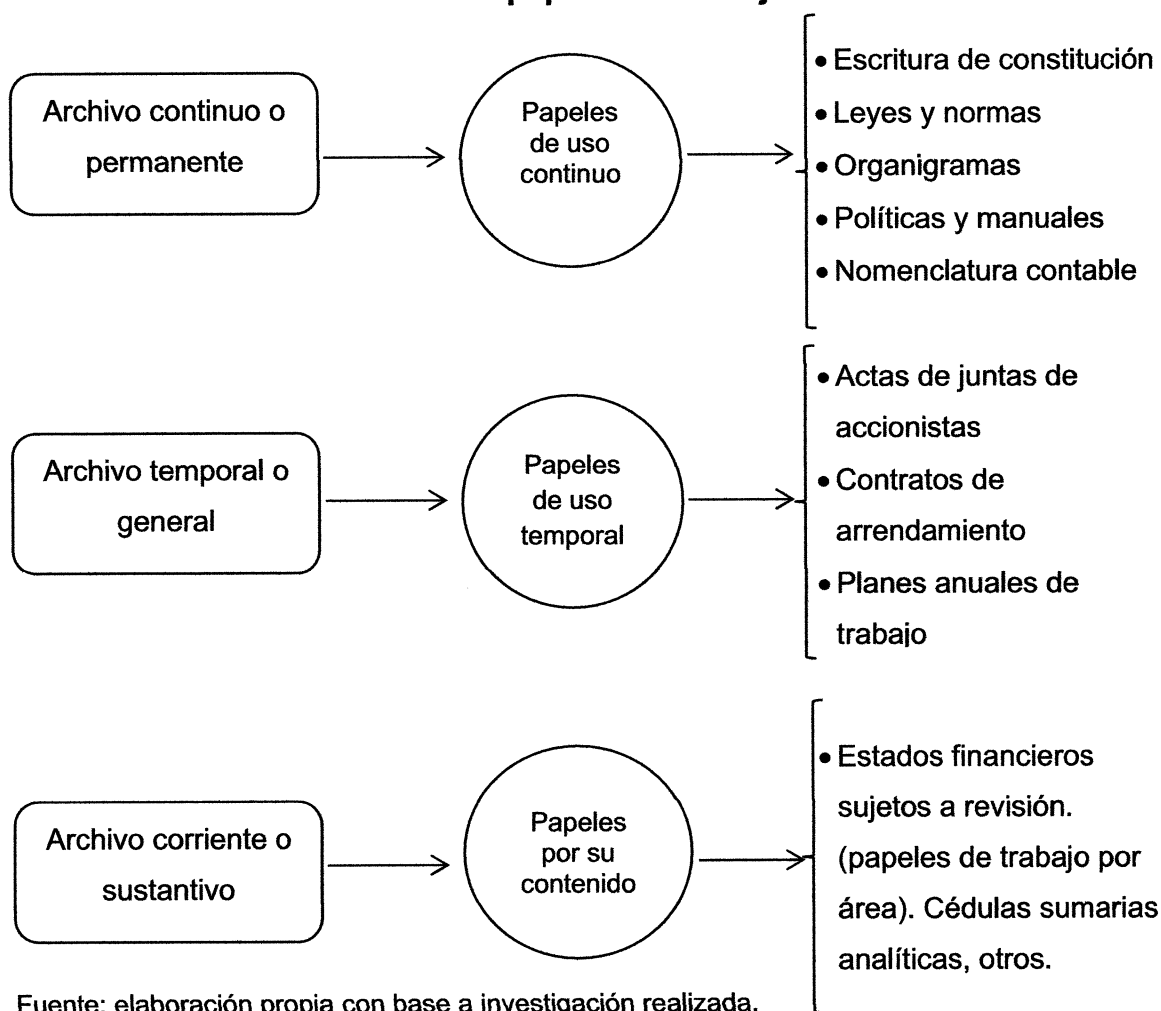 Archivo continuo o
permanente
Papeles
de uso
continuo
• Escritura de constitución
• Leyes y normas
• Organigramas
• Políticas y manuales
• Nomenclatura contable
Archivo temporal o
general
Papeles
de uso
temporal
• Actas de juntas de
accionistas
• Contratos de
arrendamiento
• Planes anuales de
trabajo
Archivo corriente o
sustantivo
Papeles
por su
contenido
• Estados financieros
sujetos a revisión.
(papeles de trabajo por
área). Cédulas sumarias
analíticas, otros.
Fuente: elaboración propia con base a investigación realizada.